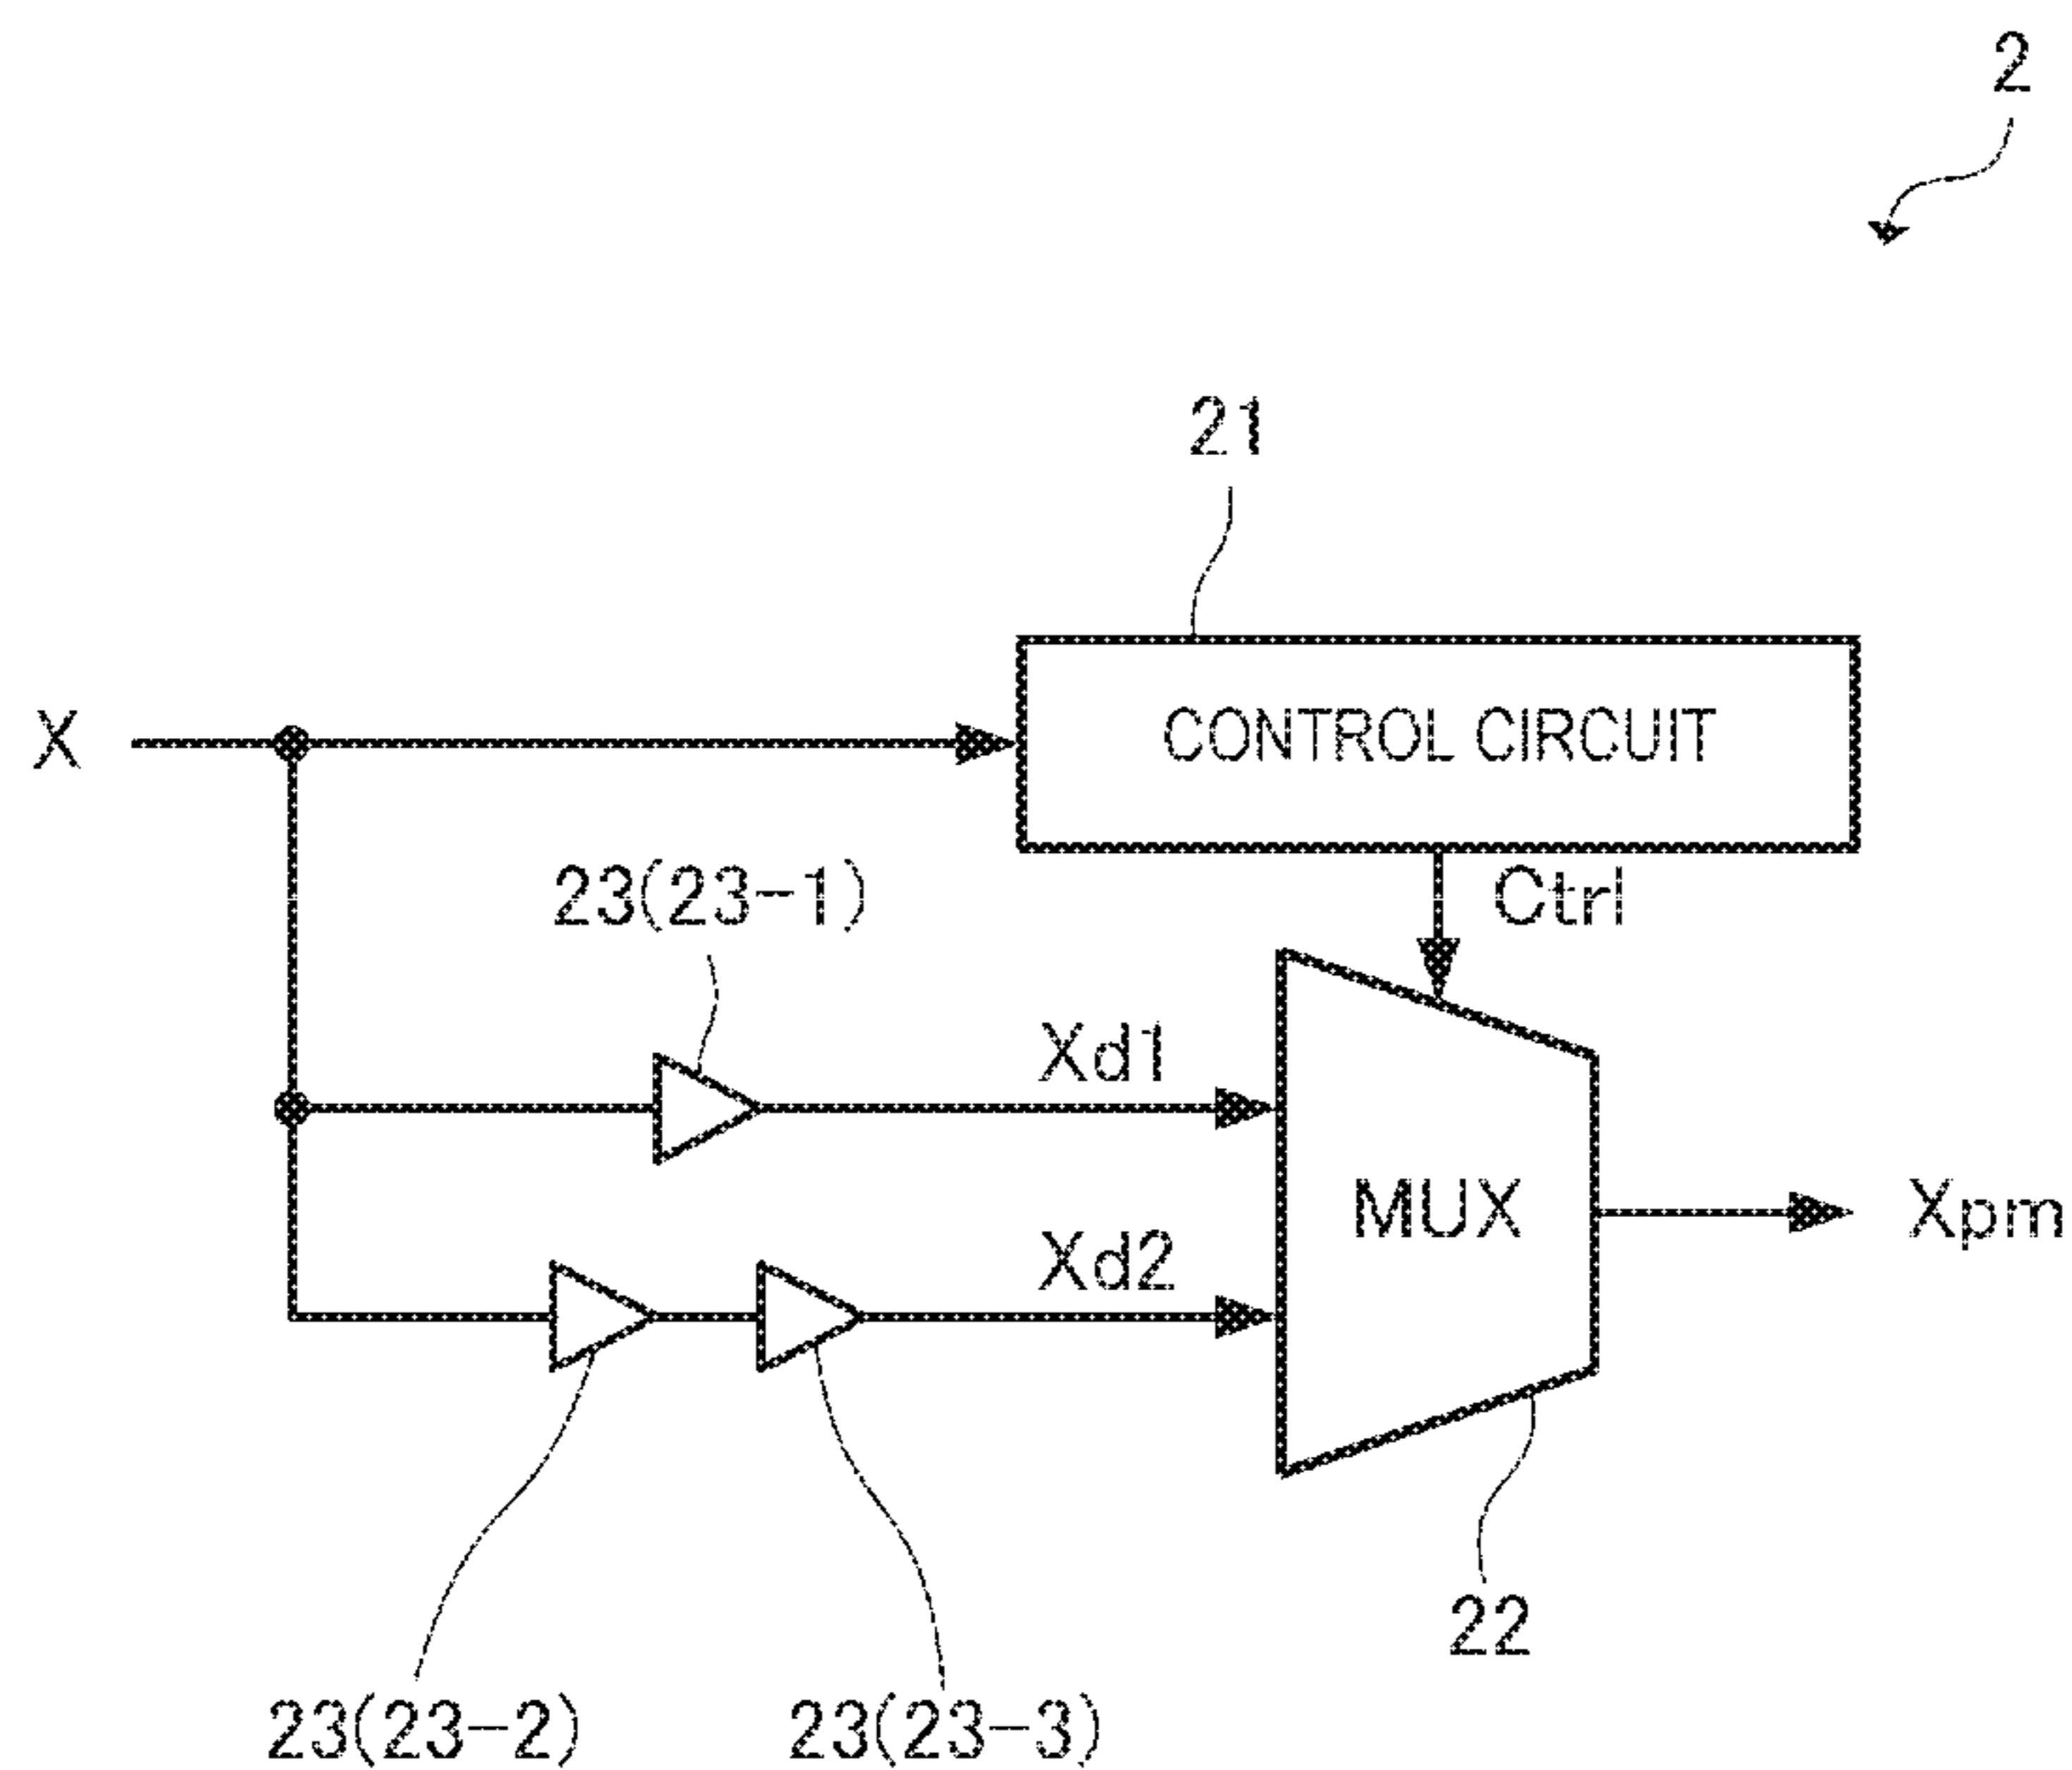 2
21
X
CONTROL CIRCUIT
23(23-1)
Ctrl
Xd1
MUX
Xpm
Xd2
22
23(23-2)
23(23-3)